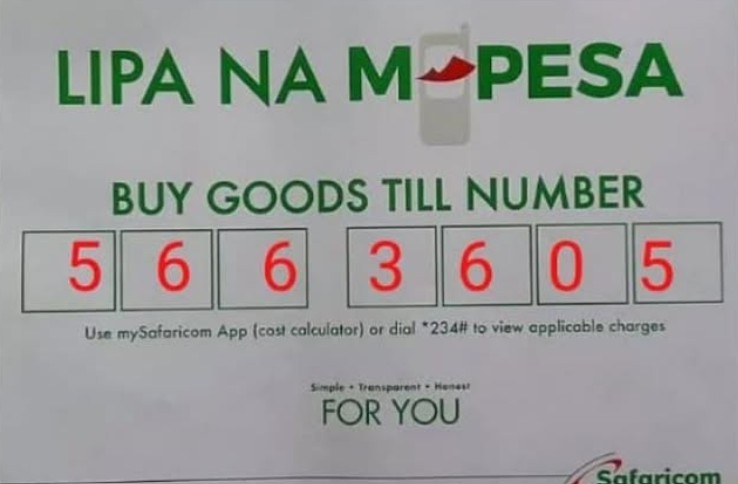 LIPA NA M-PESA
BUY GOODS TILL NUMBER
5 6 6 3 6 0 5
Use mySafaricom App (cost calculator) or dial *234# to view applicable charges
Simple • Transparent • Honest
FOR YOU
Safaricom